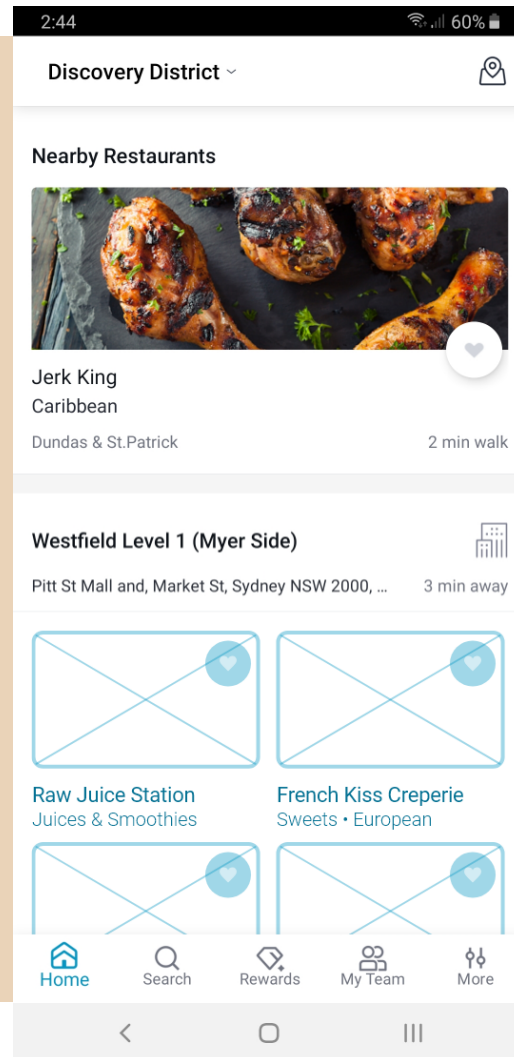 2:44 60%
Discovery District
Nearby Restaurants
Jerk King
Caribbean
Dundas & St.Patrick 2 min walk
Westfield Level 1 (Myer Side)
Pitt St Mall and, Market St, Sydney NSW 2000, ... 3 min away
Raw Juice Station French Kiss Creperie
Juices & Smoothies Sweets • European
Home Search Rewards My Team More